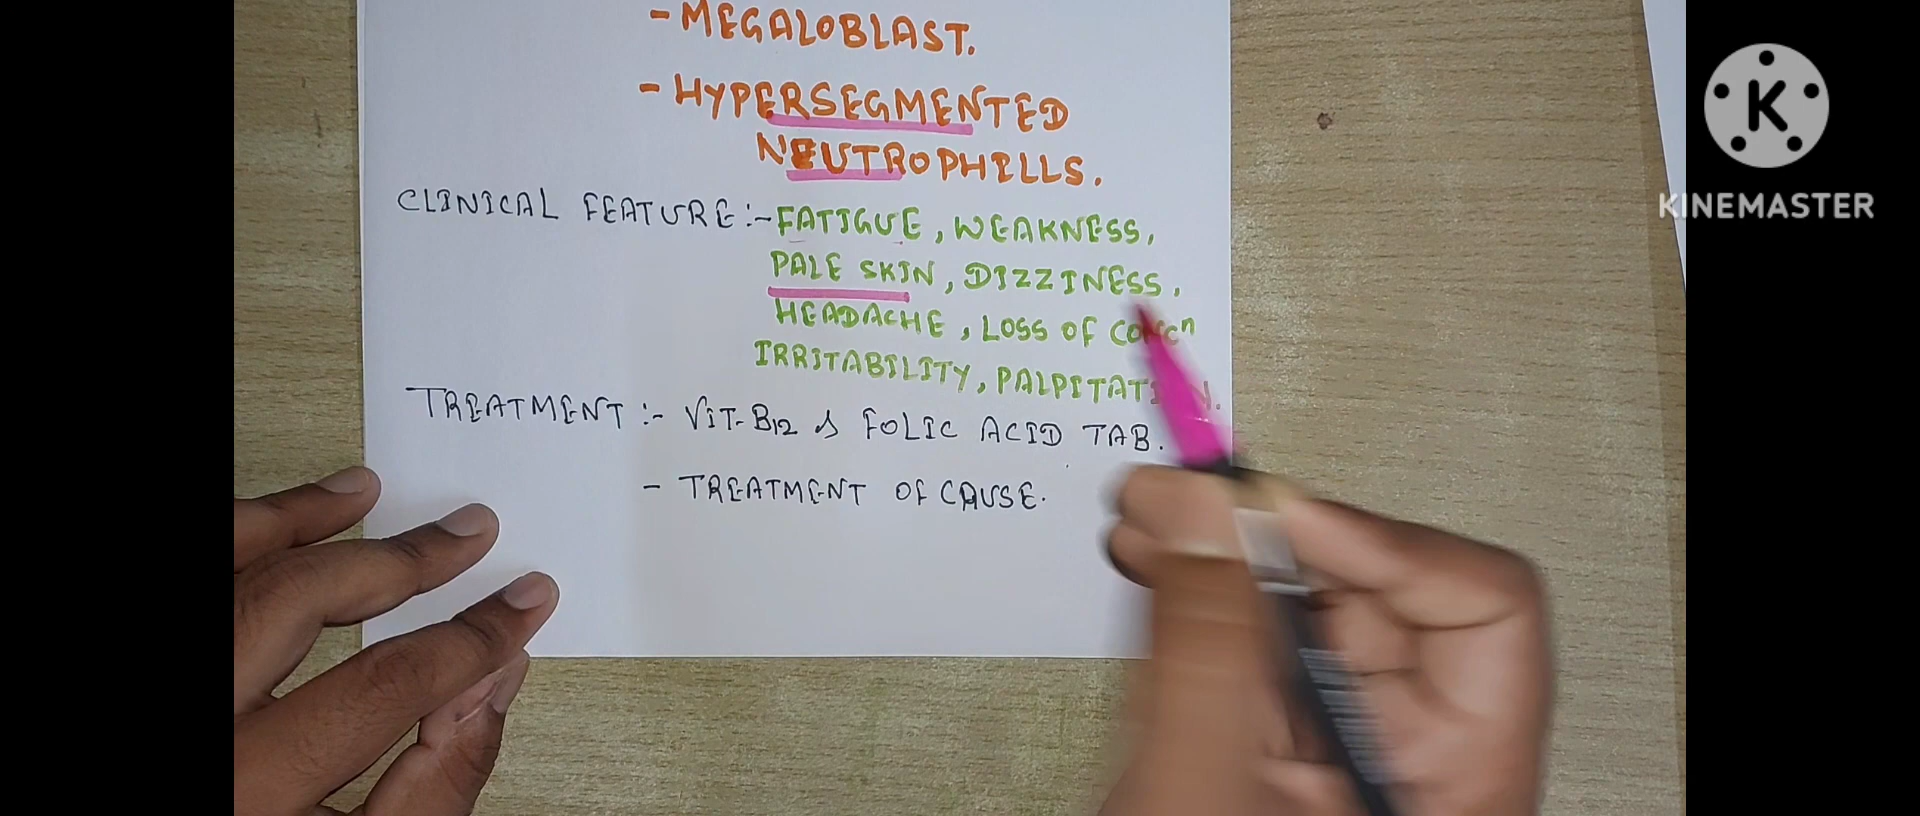 - MEGALOBLAST.
- HYPERSEGMENTED
NEUTROPHILLS.
CLINICAL FEATURE :- FATIGUE, WEAKNESS,
PALE SKIN, DIZZINESS,
HEADACHE, LOSS OF
IRRITABILITY, PALPITATION.
TREATMENT :- VIT-B12 & FOLIC ACID TAB.
- TREATMENT OF CAUSE.
K
KINEMASTER